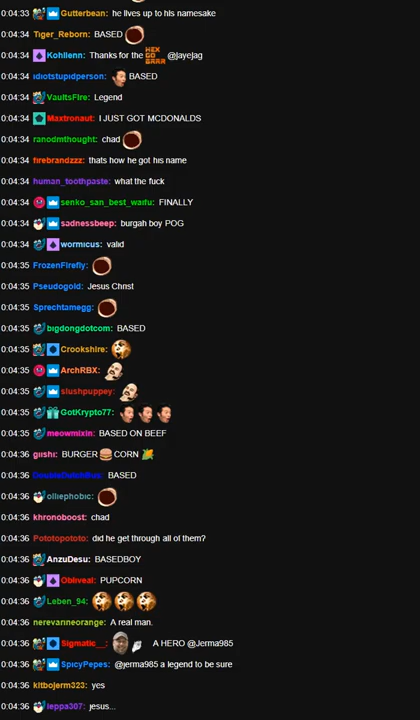 0:04:33 Gutterbean: he lives up to his namesake
0:04:34 Tiger_Reborn: BASED
0:04:34 Kohlienn: Thanks for the HEX GO BRRR @jayejag
0:04:34 idiotstupidperson: BASED
0:04:34 VaultsFire: Legend
0:04:34 Maxtronaut: I JUST GOT MCDONALDS
0:04:34 ranodmthought: chad
0:04:34 firebrandzzz: thats how he got his name
0:04:34 human_toothpaste: what the fuck
0:04:34 senko_san_best_waifu: FINALLY
0:04:34 sadnessbeep: burgah boy POG
0:04:34 wormicus: valid
0:04:35 FrozenFirefly:
0:04:35 Pseudogold: Jesus Christ
0:04:35 Sprechtamegg:
0:04:35 bigdongdotcom: BASED
0:04:35 Crookshire:
0:04:35 ArchRBX:
0:04:35 slushpuppey:
0:04:35 GotKrypto77:
0:04:35 meowmixin: BASED ON BEEF
0:04:36 giishi: BURGER CORN
0:04:36 DoubleDutchBus: BASED
0:04:36 olliephobic:
0:04:36 khronoboost: chad
0:04:36 Pototopototo: did he get through all of them?
0:04:36 AnzuDesu: BASEDBOY
0:04:36 Obliveal: PUPCORN
0:04:36 Leben_94:
0:04:36 nerevanneorange: A real man.
0:04:36 Sigmatic__: A HERO @Jerma985
0:04:36 SpicyPepes: @jerma985 a legend to be sure
0:04:36 kitbojerm323: yes
0:04:36 ieppa307: jesus...